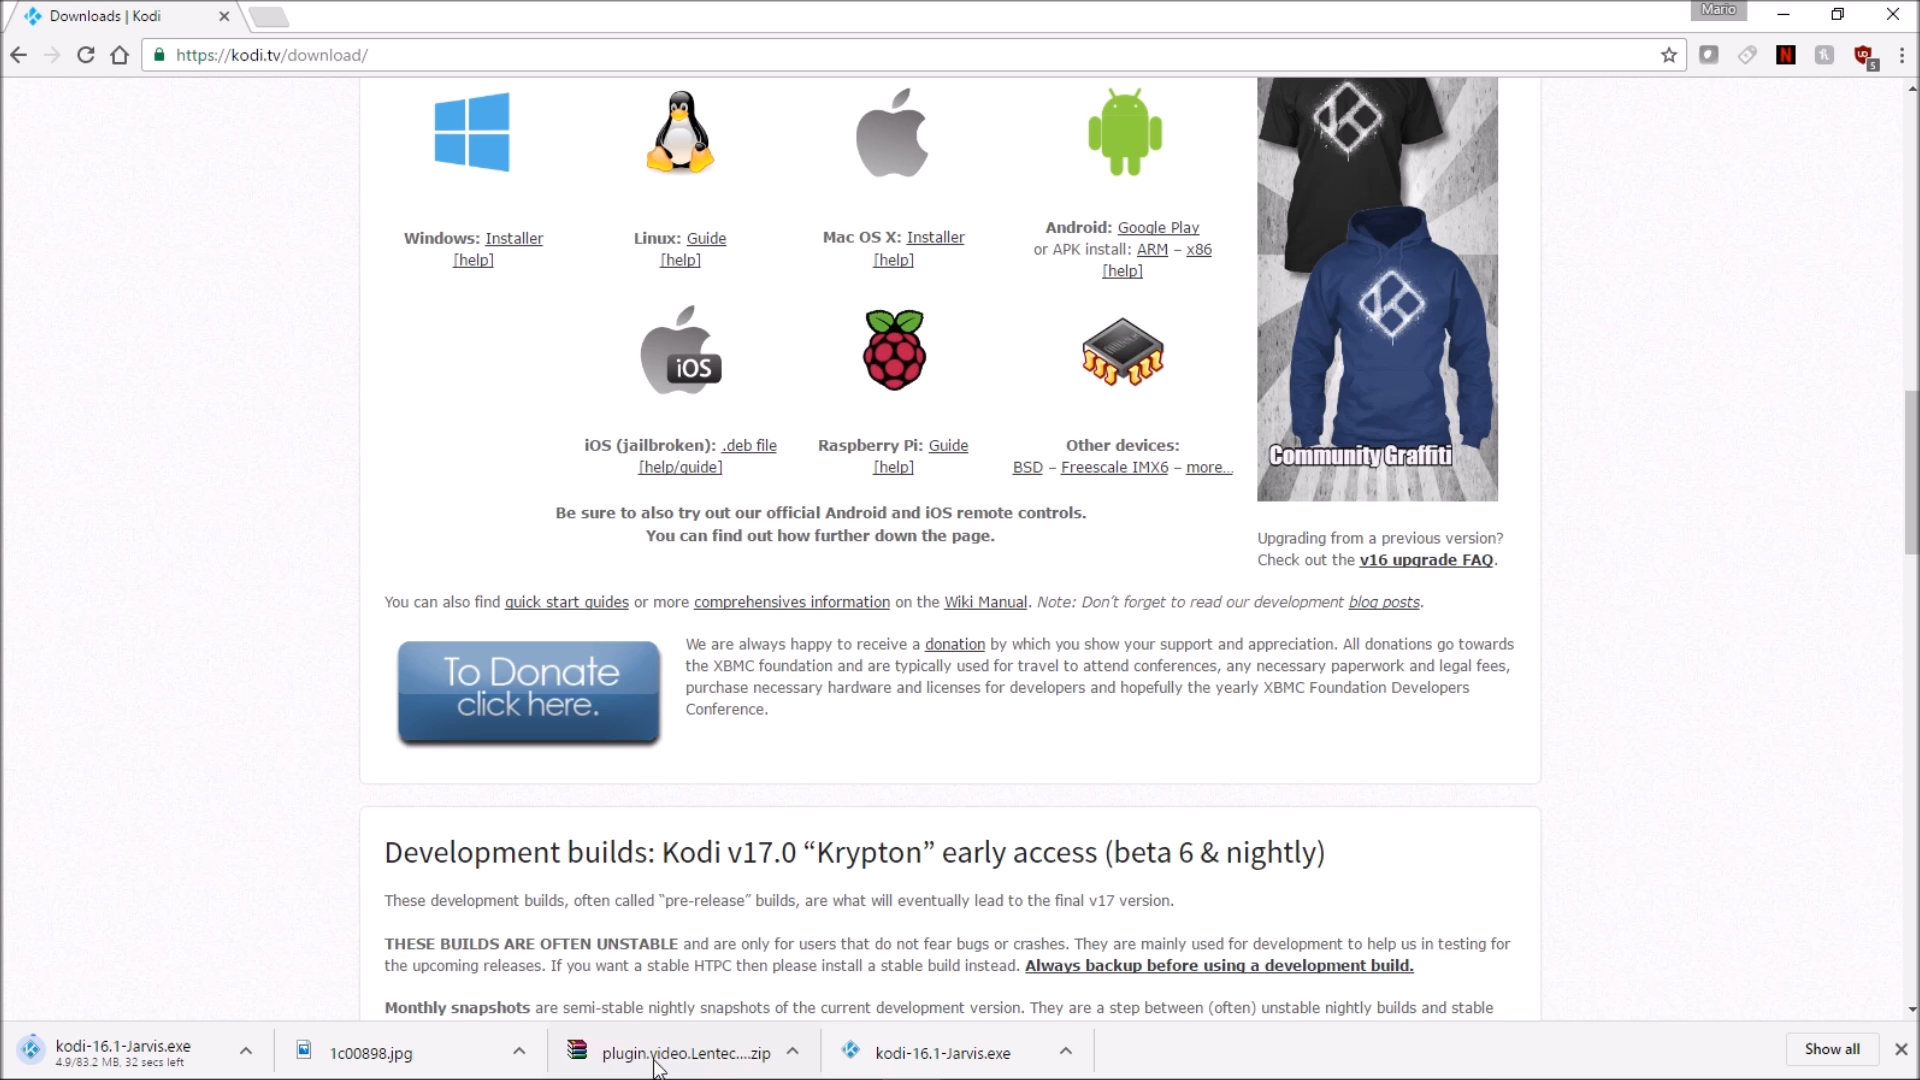 Downloads | Kodi
Mario
https://kodi.tv/download/
N
5
Windows: Installer
[help]
Linux: Guide
[help]
Mac OS X: Installer
[help]
Android: Google Play
or APK install: ARM – x86
[help]
iOS
iOS (jailbroken): .deb file
[help/guide]
Raspberry Pi: Guide
[help]
Other devices:
BSD – Freescale IMX6 – more...
Community Graffiti
Be sure to also try out our official Android and iOS remote controls.
You can find out how further down the page.
Upgrading from a previous version?
Check out the v16 upgrade FAQ.
You can also find quick start guides or more comprehensives information on the Wiki Manual. Note: Don't forget to read our development blog posts.
To Donate
click here.
We are always happy to receive a donation by which you show your support and appreciation. All donations go towards
the XBMC foundation and are typically used for travel to attend conferences, any necessary paperwork and legal fees,
purchase necessary hardware and licenses for developers and hopefully the yearly XBMC Foundation Developers
Conference.
Development builds: Kodi v17.0 “Krypton” early access (beta 6 & nightly)
These development builds, often called “pre-release” builds, are what will eventually lead to the final v17 version.
THESE BUILDS ARE OFTEN UNSTABLE and are only for users that do not fear bugs or crashes. They are mainly used for development to help us in testing for
the upcoming releases. If you want a stable HTPC then please install a stable build instead. Always backup before using a development build.
Monthly snapshots are semi-stable nightly snapshots of the current development version. They are a step between (often) unstable nightly builds and stable
kodi-16.1-Jarvis.exe
4.9/83.2 MB, 32 secs left
1c00898.jpg
plugin.video.Lentec....zip
kodi-16.1-Jarvis.exe
Show all